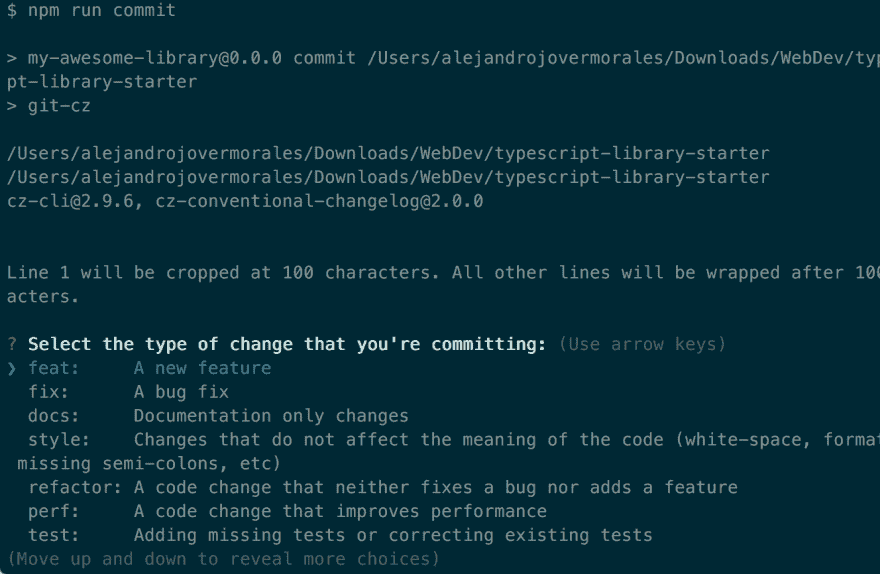 $ npm run commit
> my-awesome-library@0.0.0 commit /Users/alejandrojovermorales/Downloads/WebDev/typ
pt-library-starter
> git-cz
/Users/alejandrojovermorales/Downloads/WebDev/typescript-library-starter
/Users/alejandrojovermorales/Downloads/WebDev/typescript-library-starter
cz-cli@2.9.6, cz-conventional-changelog@2.0.0
Line 1 will be cropped at 100 characters. All other lines will be wrapped after 100
acters.
? Select the type of change that you're committing: (Use arrow keys)
❯ feat:     A new feature
  fix:      A bug fix
  docs:     Documentation only changes
  style:    Changes that do not affect the meaning of the code (white-space, format
 missing semi-colons, etc)
  refactor: A code change that neither fixes a bug nor adds a feature
  perf:     A code change that improves performance
  test:     Adding missing tests or correcting existing tests
(Move up and down to reveal more choices)